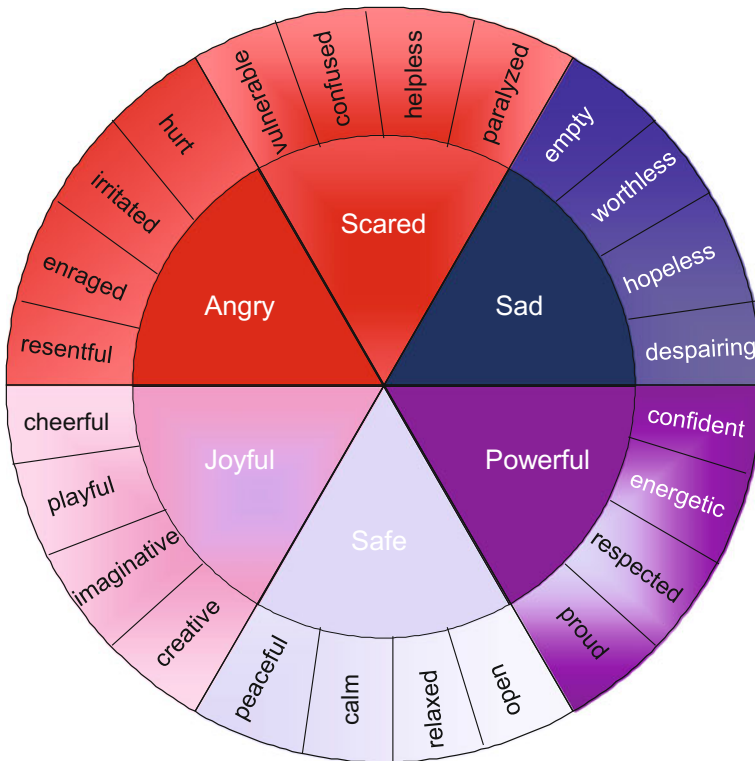 Scared
vulnerable
confused
helpless
paralyzed
Sad
empty
worthless
hopeless
despairing
Powerful
confident
energetic
respected
proud
Safe
open
relaxed
calm
peaceful
Joyful
creative
imaginative
playful
cheerful
Angry
resentful
enraged
irritated
hurt